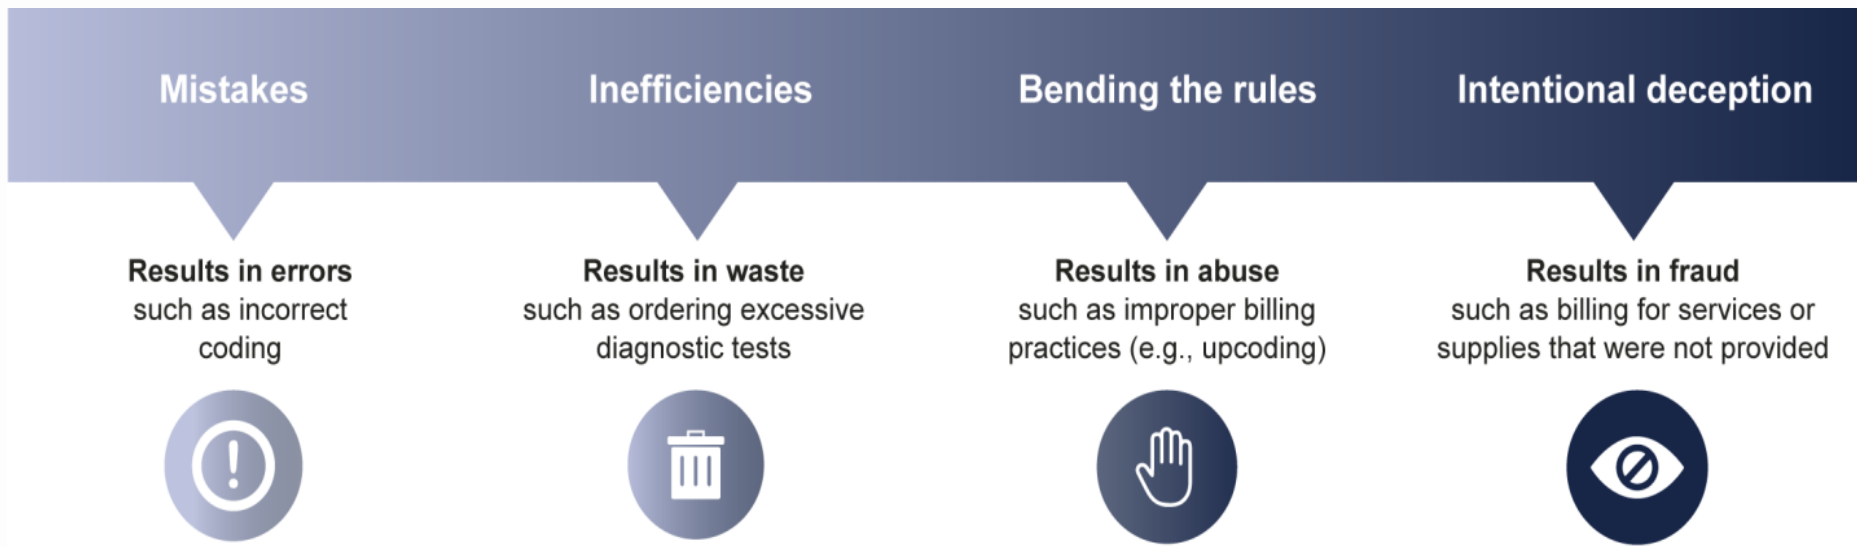 Mistakes
Inefficiencies
Bending the rules
Intentional deception
Results in errors
such as incorrect
coding
Results in waste
such as ordering excessive
diagnostic tests
Results in abuse
such as improper billing
practices (e.g., upcoding)
Results in fraud
such as billing for services or
supplies that were not provided